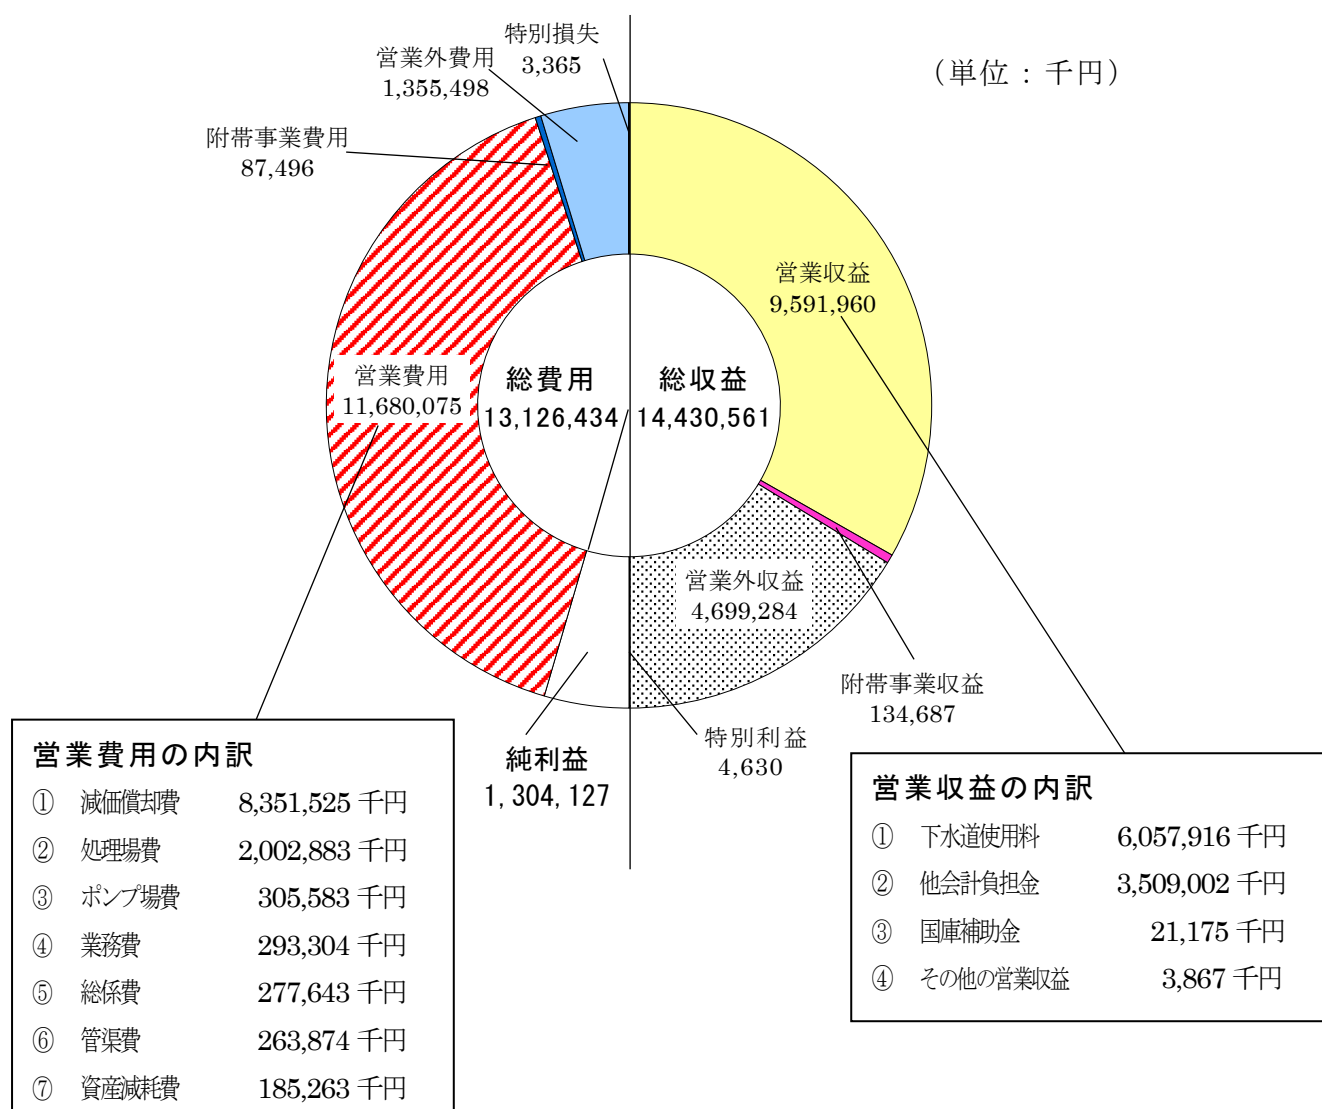 特別損失
3,365
営業外費用
1,355,498
(単位：千円)
附帯事業費用
87,496
営業収益
9,591,960
営業費用
11,680,075
総費用
13,126,434
総収益
14,430,561
営業外収益
4,699,284
附帯事業収益
134,687
特別利益
4,630
純利益
1,304,127
営業費用の内訳
① 減価償却費 8,351,525 千円
② 処理場費 2,002,883 千円
③ ポンプ場費 305,583 千円
④ 業務費 293,304 千円
⑤ 総係費 277,643 千円
⑥ 管渠費 263,874 千円
⑦ 資産減耗費 185,263 千円
営業収益の内訳
① 下水道使用料 6,057,916 千円
② 他会計負担金 3,509,002 千円
③ 国庫補助金 21,175 千円
④ その他の営業収益 3,867 千円